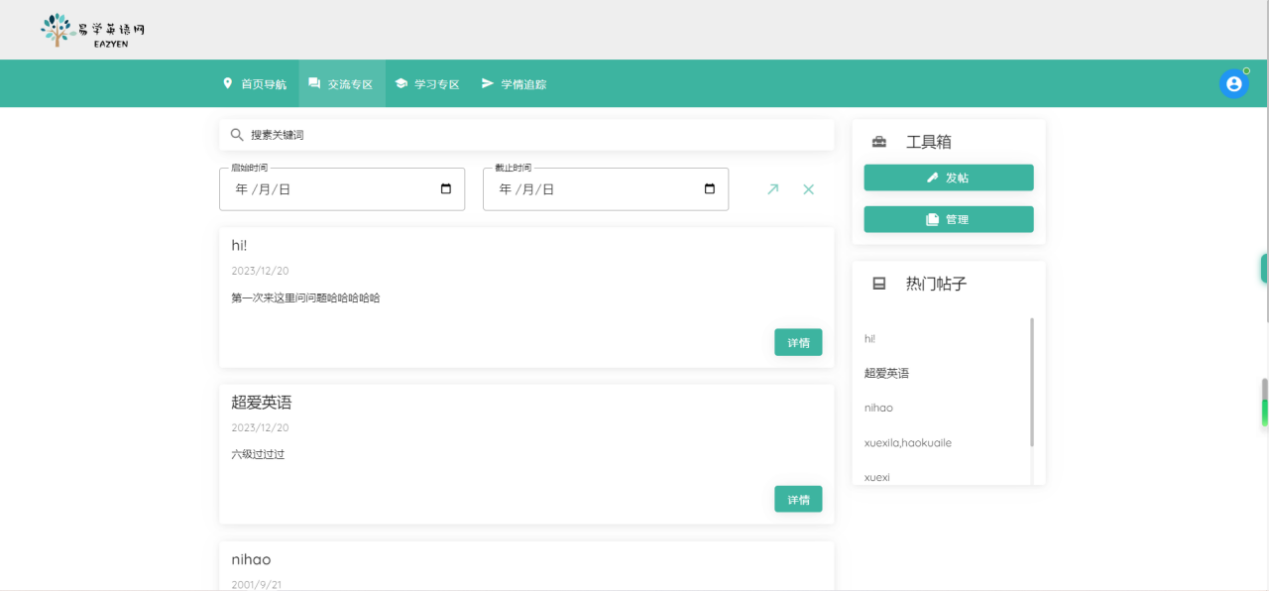 易学英语网
EAZYEN
首页导航 交流专区 学习专区 学情追踪
搜素关键词
启始时间
年 /月/日
截止时间
年 /月/日
hi!
2023/12/20
第一次来这里问问题哈哈哈哈哈
详情
超爱英语
2023/12/20
六级过过过
详情
nihao
2001/9/21
工具箱
发帖
管理
热门帖子
hi!
超爱英语
nihao
xuexila,haokuaile
xuexi